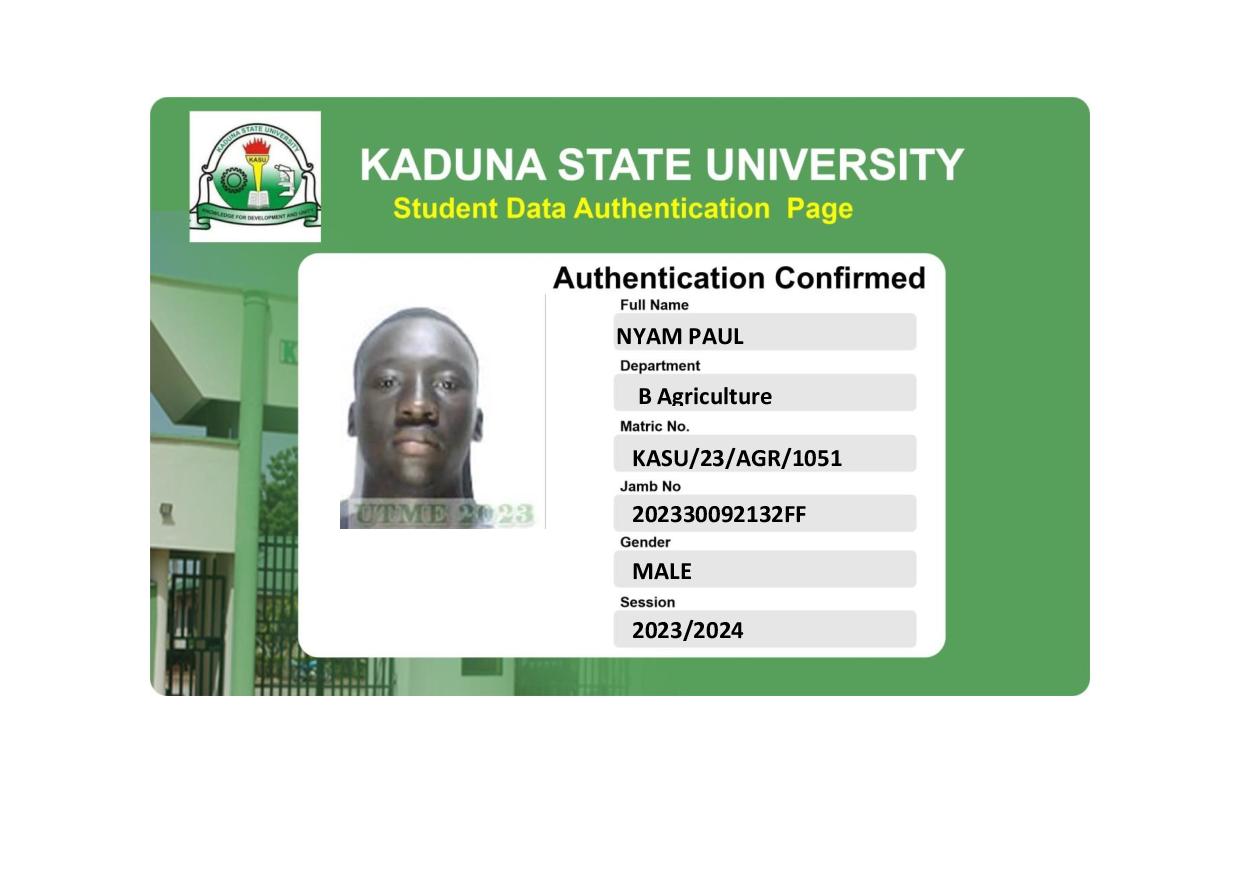 KADUNA STATE UNIVERSITY
KASU
KNOWLEDGE FOR DEVELOPMENT AND UNITY
KADUNA STATE UNIVERSITY
Student Data Authentication Page
Authentication Confirmed
Full Name
NYAM PAUL
Department
B Agriculture
Matric No.
KASU/23/AGR/1051
Jamb No
202330092132FF
Gender
MALE
Session
2023/2024
UTME 2023
K